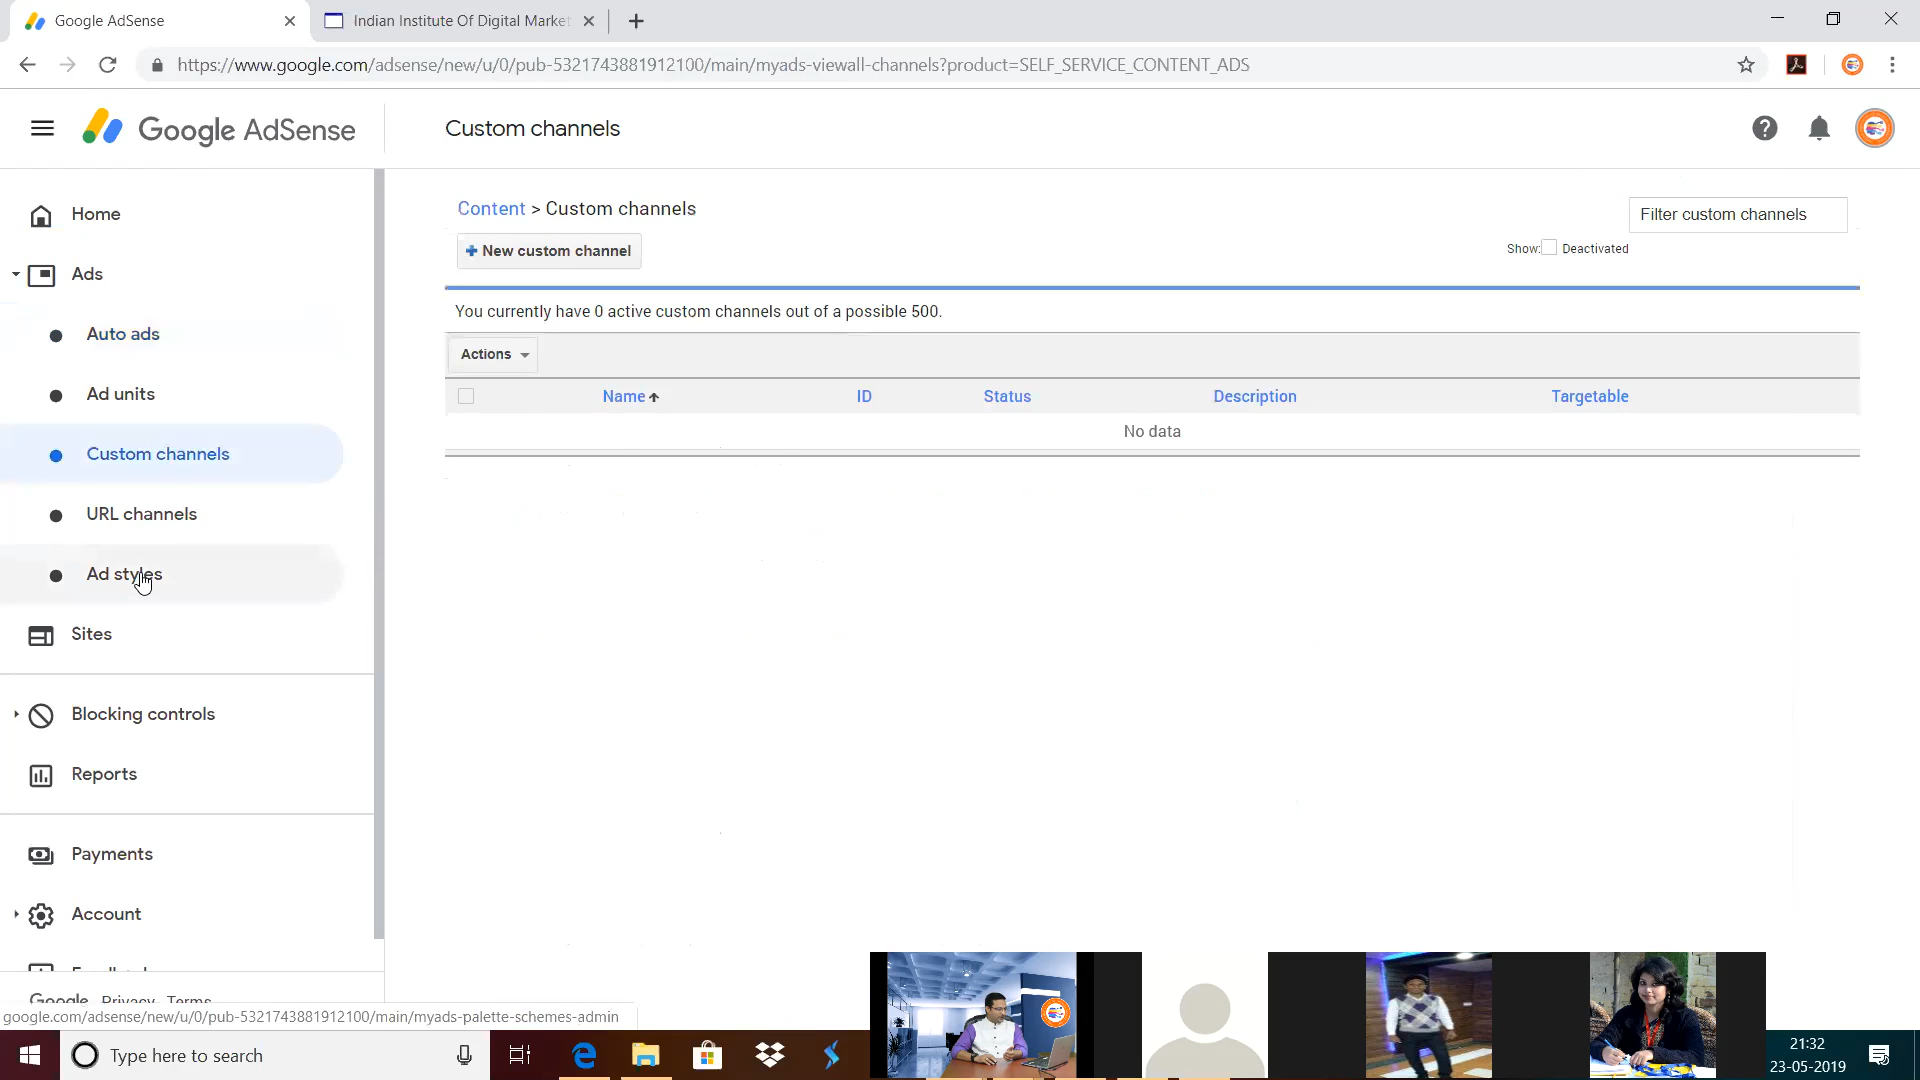 Google AdSense
Indian Institute Of Digital Market
https://www.google.com/adsense/new/u/0/pub-5321743881912100/main/myads-viewall-channels?product=SELF_SERVICE_CONTENT_ADS
Google AdSense
Custom channels
Home
Ads
Auto ads
Ad units
Custom channels
URL channels
Ad styles
Sites
Blocking controls
Reports
Payments
Account
Google Privacy Terms
google.com/adsense/new/u/0/pub-5321743881912100/main/myads-palette-schemes-admin
Content > Custom channels
Filter custom channels
+ New custom channel
Show: Deactivated
You currently have 0 active custom channels out of a possible 500.
Actions
Name ID Status Description Targetable
No data
Type here to search
21:32
23-05-2019